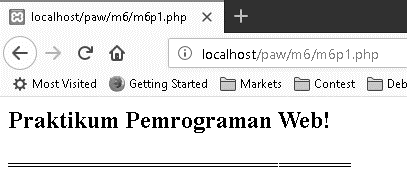 localhost/paw/m6/m6p1.php
localhost/paw/m6/m6p1.php
Most Visited Getting Started Markets Contest Deb
Praktikum Pemrograman Web!